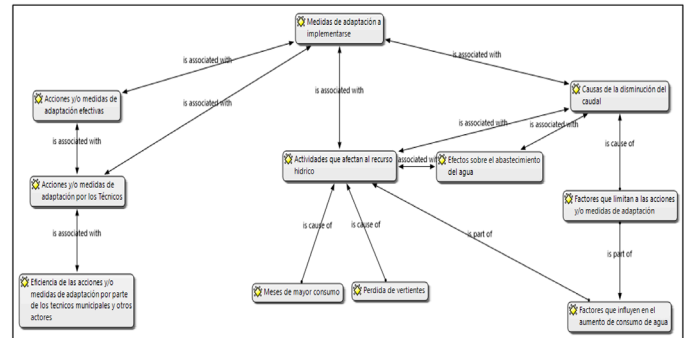 Medidas de adaptación a
implementarse
is associated with
is associated with
is associated with
is associated with
is associated with
Acciones y/o medidas de
adaptación efectivas
Causas de la disminución del
caudal
is associated with
is associated with
is associated with
is cause of
Actividades que afectan al recurso
hídrico
associated with
Efectos sobre el abastecimiento
del agua
Acciones y/o medidas de
adaptación por los Técnicos
Factores que limitan a las acciones
y/o medidas de adaptación
is associated with
is cause of
is cause of
is part of
is part of
Eficiencia de las acciones y/o
medidas de adaptación por parte
de los tecnicos municipales y otros
actores
Meses de mayor consumo
Perdida de vertientes
Factores que influyen en el
aumento de consumo de agua